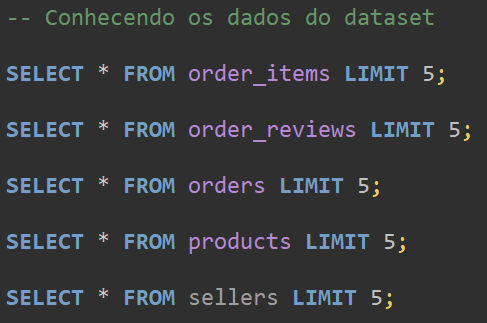 -- Conhecendo os dados do dataset
SELECT * FROM order_items LIMIT 5;
SELECT * FROM order_reviews LIMIT 5;
SELECT * FROM orders LIMIT 5;
SELECT * FROM products LIMIT 5;
SELECT * FROM sellers LIMIT 5;